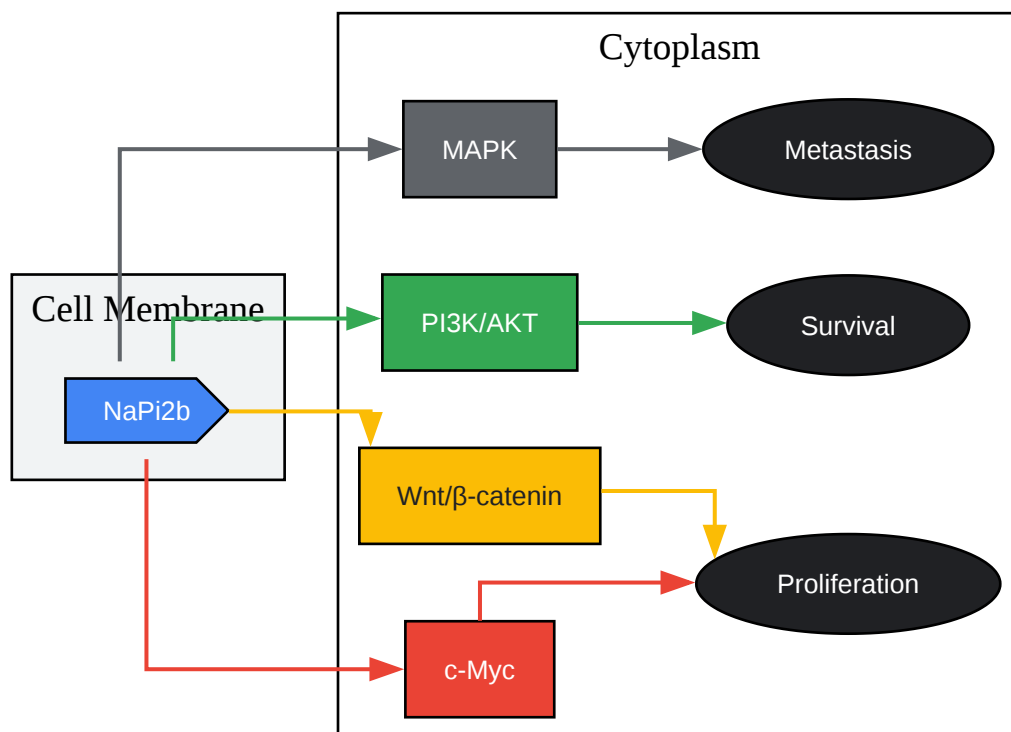 Cytoplasm
MAPK
Metastasis
Cell Membrane
PI3K/AKT
Survival
NaPi2b
Wnt/β-catenin
Proliferation
c-Myc